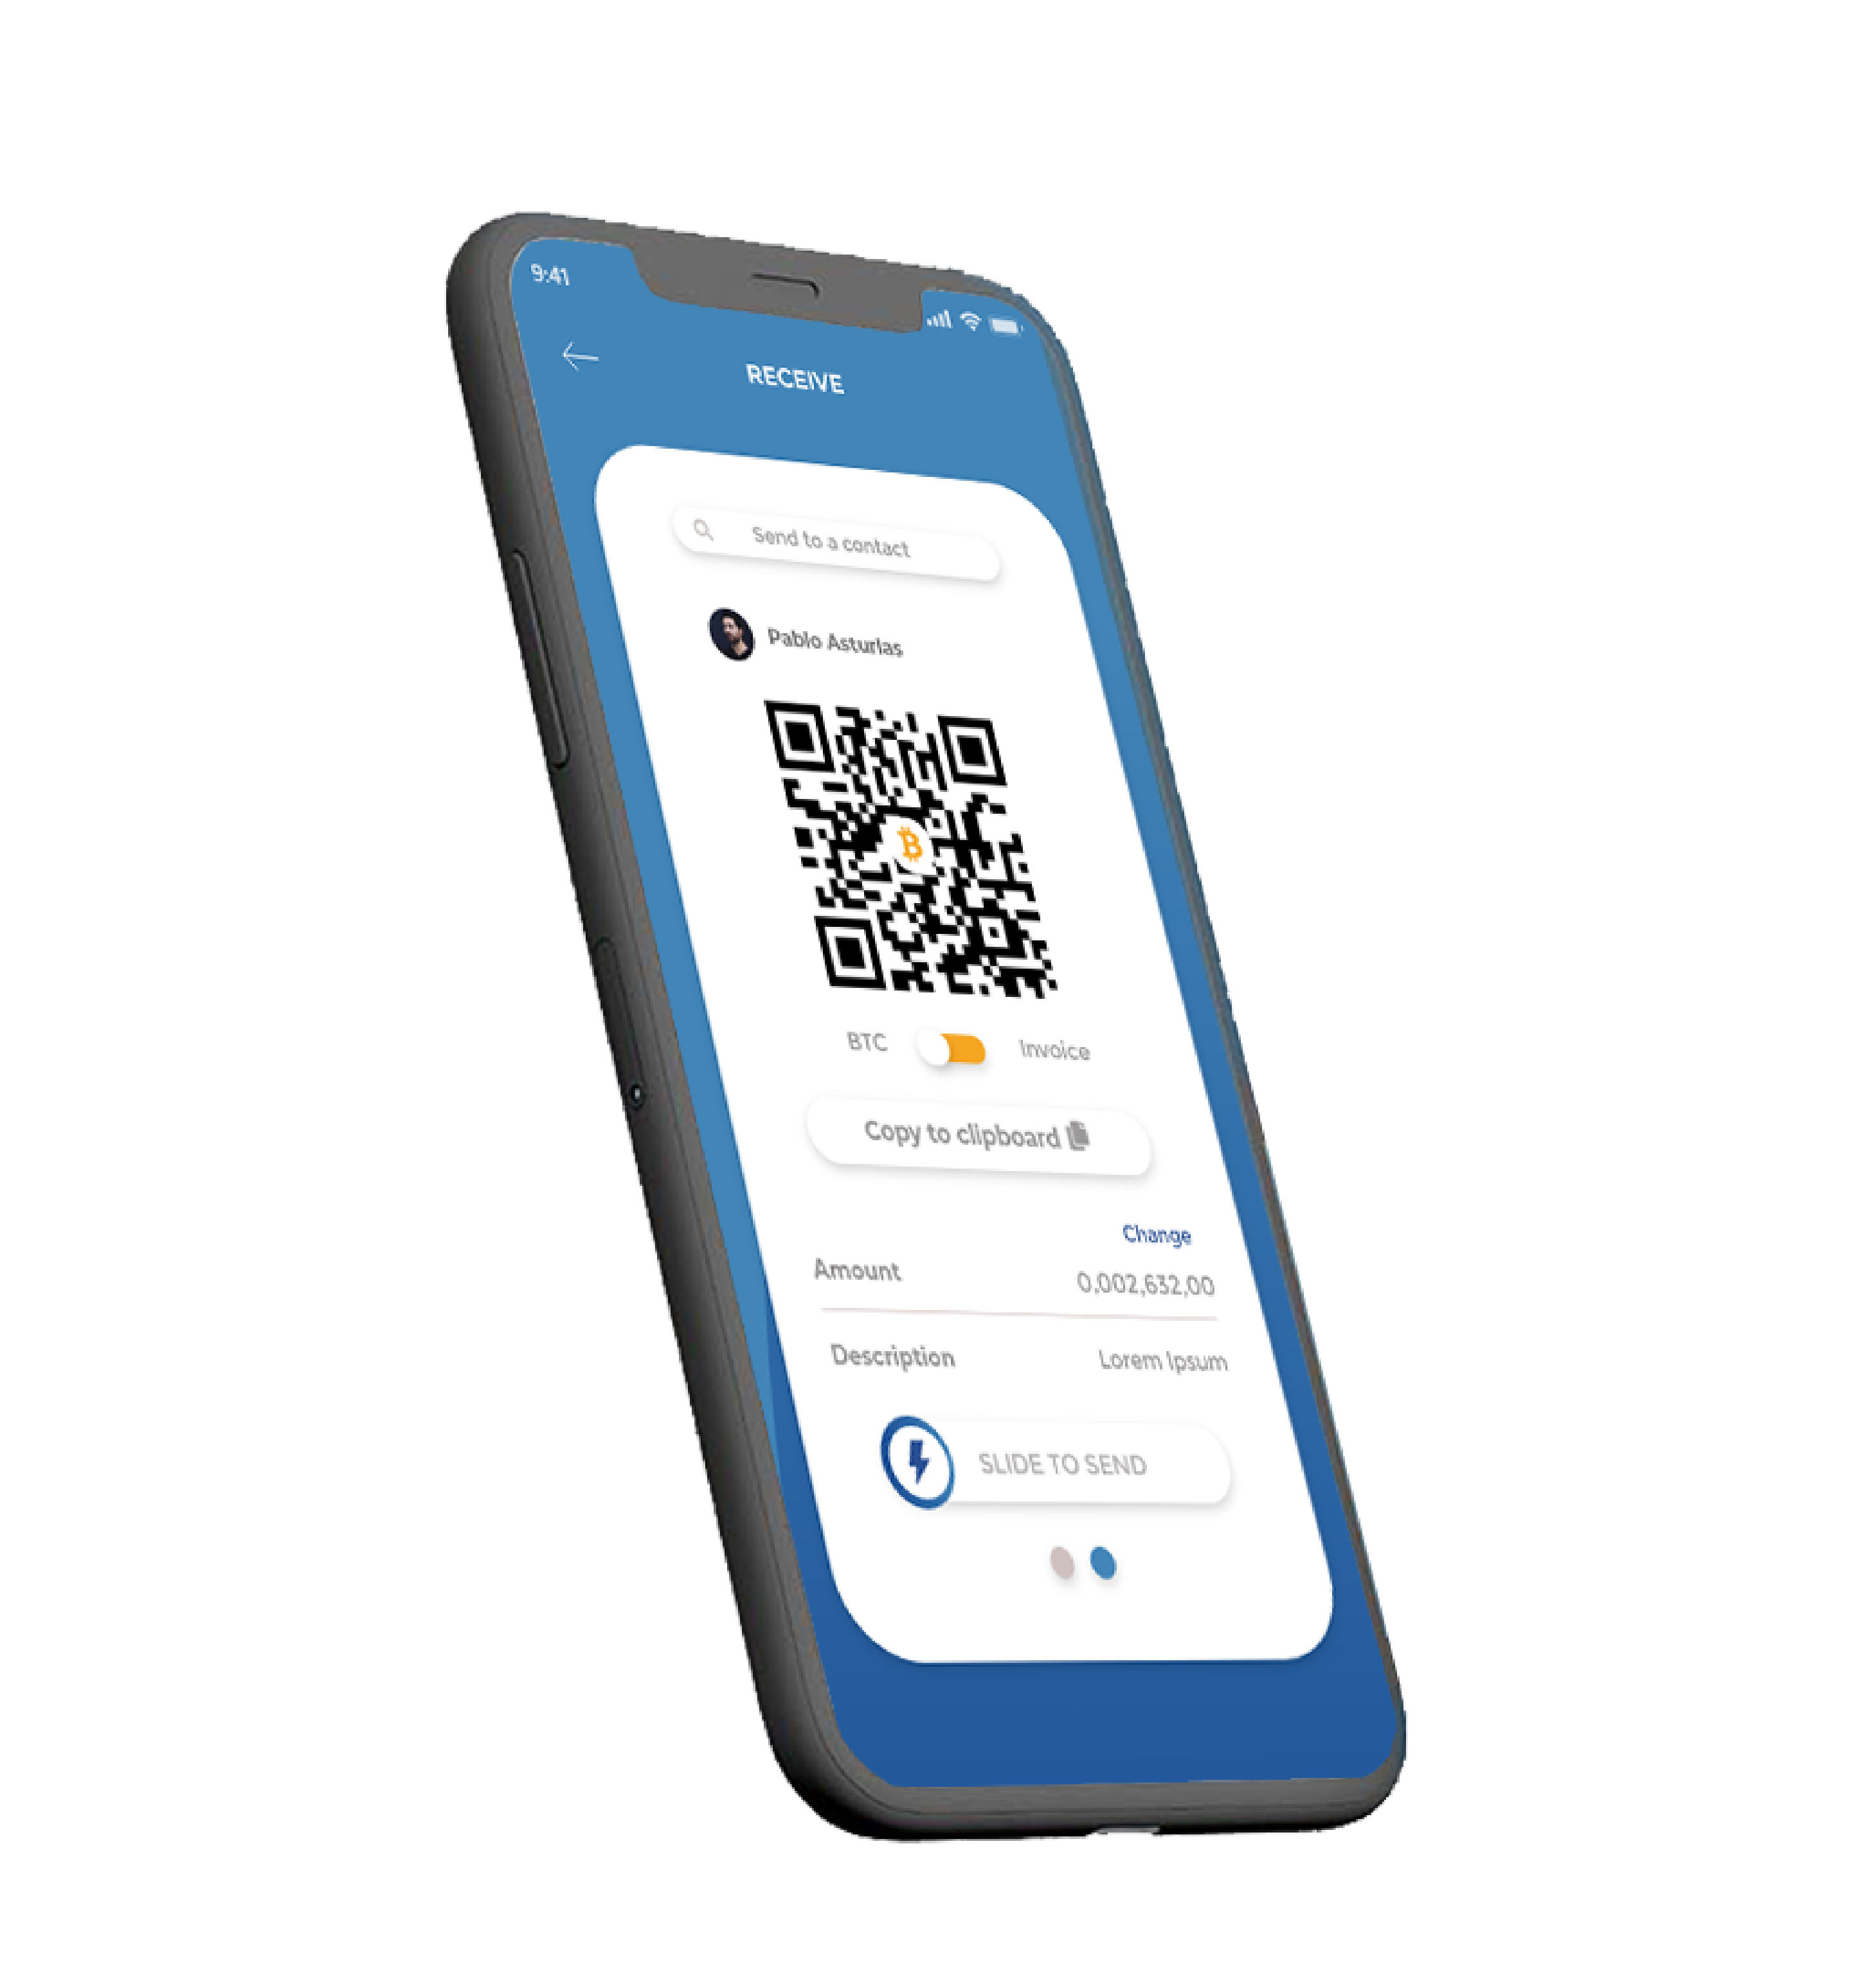 9:41
RECEIVE
Send to a contact
Pablo Asturias
BTC
Invoice
Copy to clipboard
Change
Amount
0,002,632,00
Description
Lorem Ipsum
SLIDE TO SEND